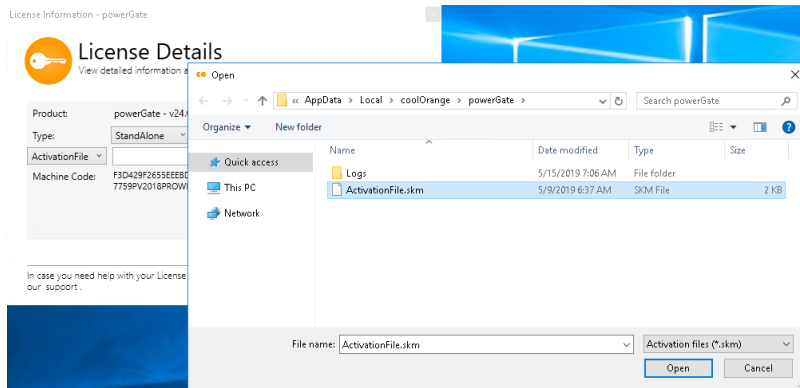 License Information - powerGate
License Details
View detailed information a
Product: powerGate - v24.
Type: StandAlone
ActivationFile
Machine Code: F3D429F2655EEEBD
7759PV2018PROWI
In case you need help with your License
our support .
Open
« AppData > Local > coolOrange > powerGate >
Search powerGate
Organize
New folder
Quick access
This PC
Network
Name
Date modified
Type
Size
Logs
5/15/2019 7:06 AM
File folder
ActivationFile.skm
5/9/2019 6:37 AM
SKM File
2 KB
File name: ActivationFile.skm
Activation files (*.skm)
Open
Cancel